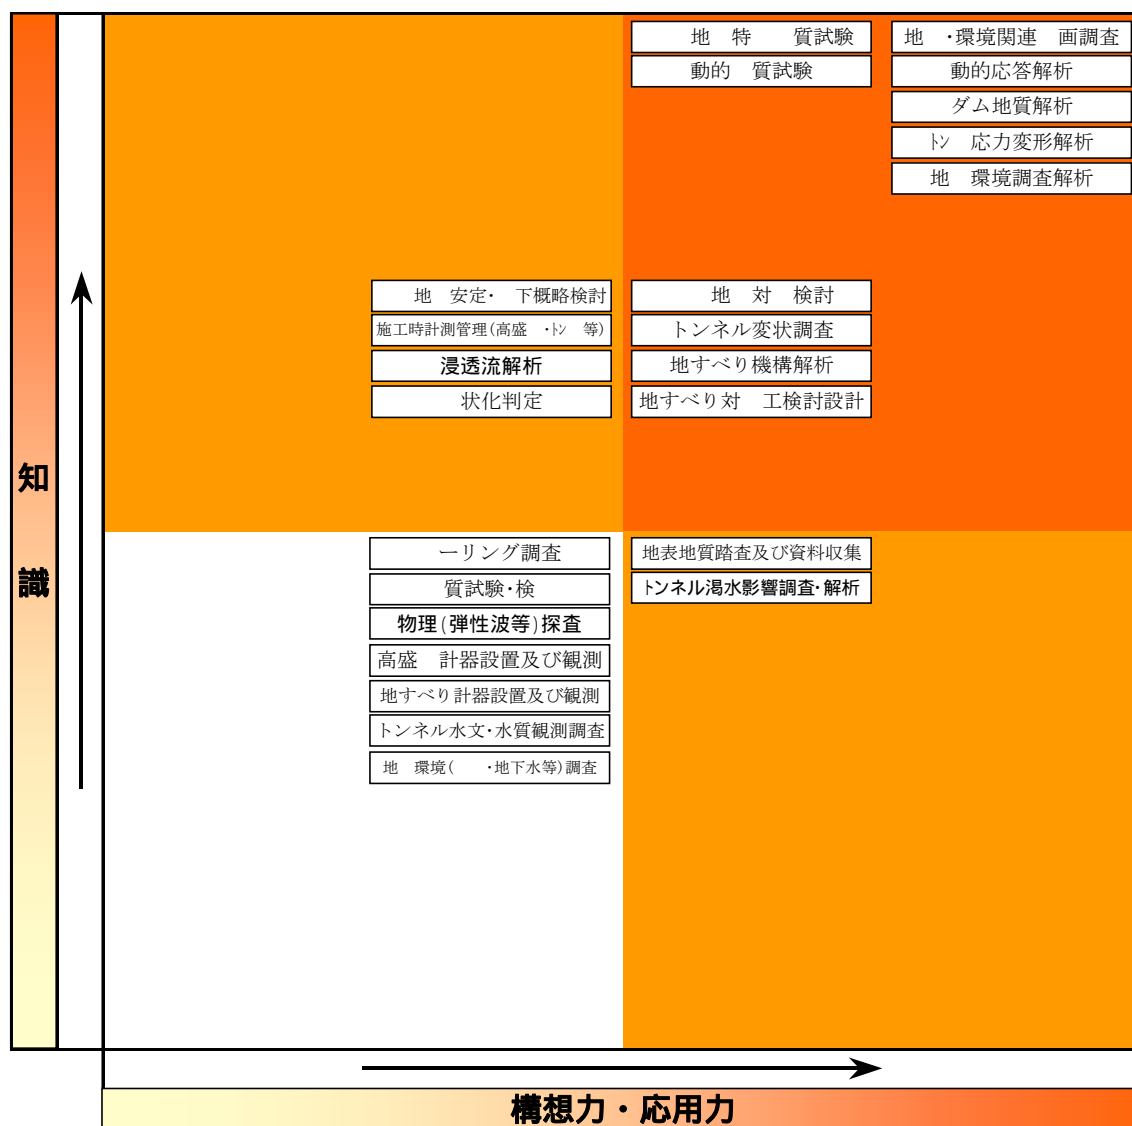 地　特　　質試験
動的　質試験
地　・環境関連　画調査
動的応答解析
ダム地質解析
ﾄﾝ　応力変形解析
地　環境調査解析
地　安定・　下概略検討
施工時計測管理(高盛　・ﾄﾝ　等)
浸透流解析
状化判定
地　対　検討
トンネル変状調査
地すべり機構解析
地すべり対　工検討設計
知
識
ーリング調査
質試験・検
物理(弾性波等)探査
高盛　計器設置及び観測
地すべり計器設置及び観測
トンネル水文・水質観測調査
地　環境(　　・地下水等)調査
地表地質踏査及び資料収集
トンネル渇水影響調査・解析
構想力・応用力